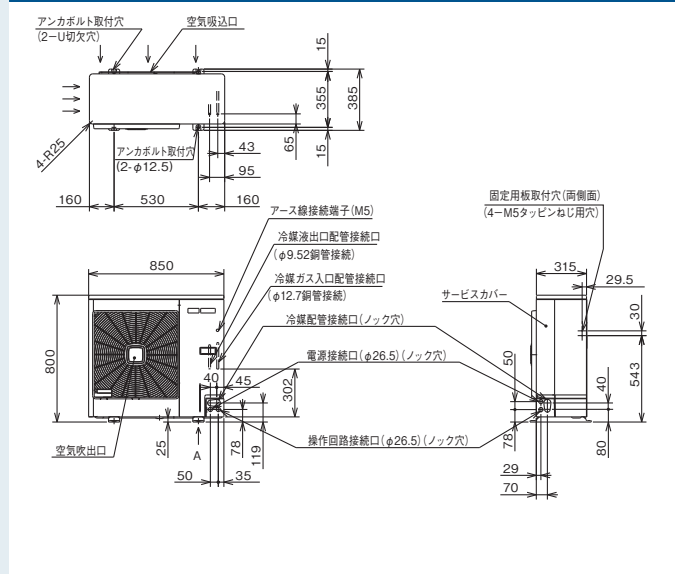 アンカボルト取付穴
(2−U切欠穴)
空気吸込口
15
355
385
15
65
43
95
4-R25
アンカボルト取付穴
(2-φ12.5)
160
530
160
アース線接続端子(M5)
冷媒液出口配管接続口
(φ9.52銅管接続)
冷媒ガス入口配管接続口
(φ12.7銅管接続)
冷媒配管接続口(ノック穴)
電源接続口(φ26.5)(ノック穴)
操作回路接続口(φ26.5)(ノック穴)
850
800
空気吹出口
40
45
302
25
A
78
119
50
35
固定用板取付穴(両側面)
(4−M5タッピンねじ用穴)
315
29.5
サービスカバー
30
543
50
40
78
80
29
70